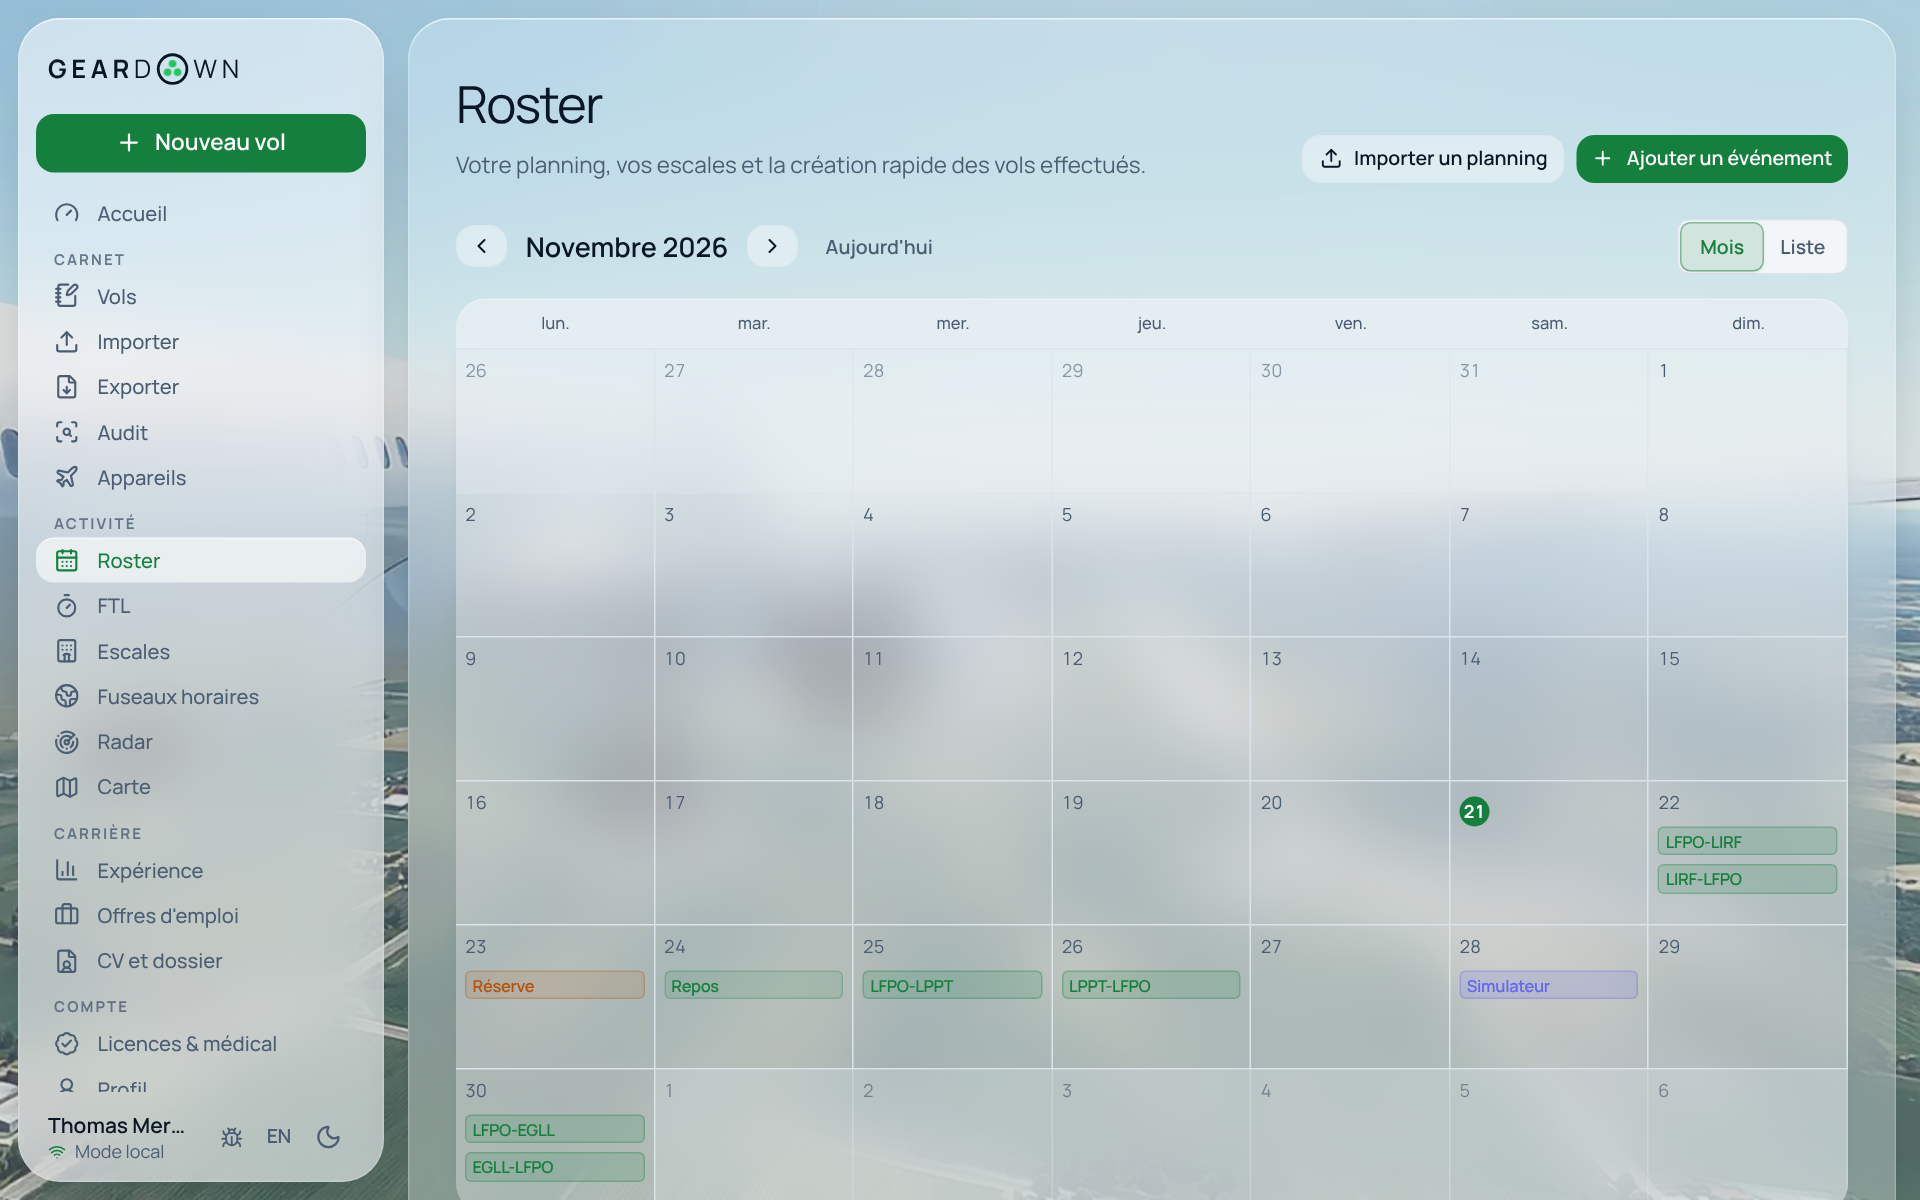 GEARDOWN
Nouveau vol
Accueil
CARNET
Vols
Importer
Exporter
Audit
Appareils
ACTIVITÉ
Roster
FTL
Escales
Fuseaux horaires
Radar
Carte
CARRIÈRE
Expérience
Offres d'emploi
CV et dossier
COMPTE
Licences & médical
Profil
Thomas Mer...
Mode local
EN
Roster
Votre planning, vos escales et la création rapide des vols effectués.
Importer un planning
Ajouter un événement
Novembre 2026
Aujourd'hui
Mois
Liste
lun. mar. mer. jeu. ven. sam. dim.
26 27 28 29 30 31 1
2 3 4 5 6 7 8
9 10 11 12 13 14 15
16 17 18 19 20 21 22
LFPO-LIRF
LIRF-LFPO
23 24 25 26 27 28 29
Réserve Repos LFPO-LPPT LPPT-LFPO Simulateur
30 1 2 3 4 5 6
LFPO-EGLL
EGLL-LFPO